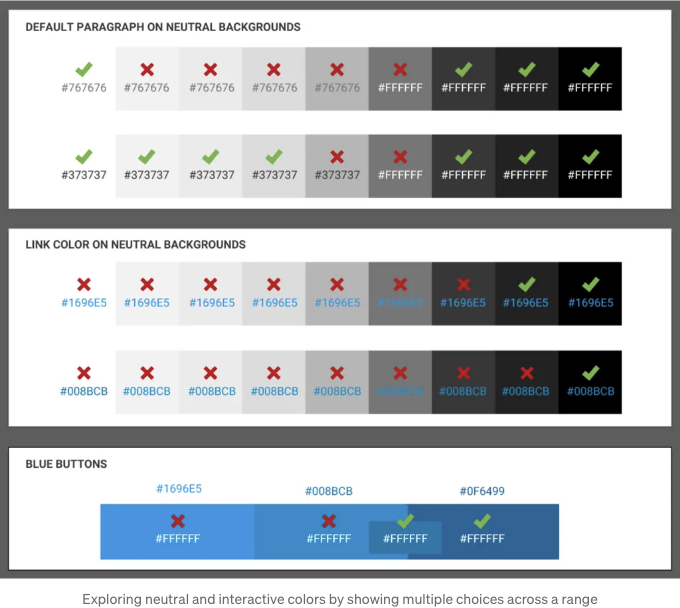 DEFAULT PARAGRAPH ON NEUTRAL BACKGROUNDS
#767676 #767676 #767676 #767676 #767676 #FFFFFF #FFFFFF #FFFFFF #FFFFFF
#373737 #373737 #373737 #373737 #373737 #FFFFFF #FFFFFF #FFFFFF #FFFFFF
LINK COLOR ON NEUTRAL BACKGROUNDS
#1696E5 #1696E5 #1696E5 #1696E5 #1696E5 #1696E5 #1696E5 #1696E5
#008BCB #008BCB #008BCB #008BCB #008BCB #008BCB #008BCB #008BCB
BLUE BUTTONS
#1696E5 #008BCB #0F6499
#FFFFFF #FFFFFF #FFFFFF #FFFFFF
Exploring neutral and interactive colors by showing multiple choices across a range